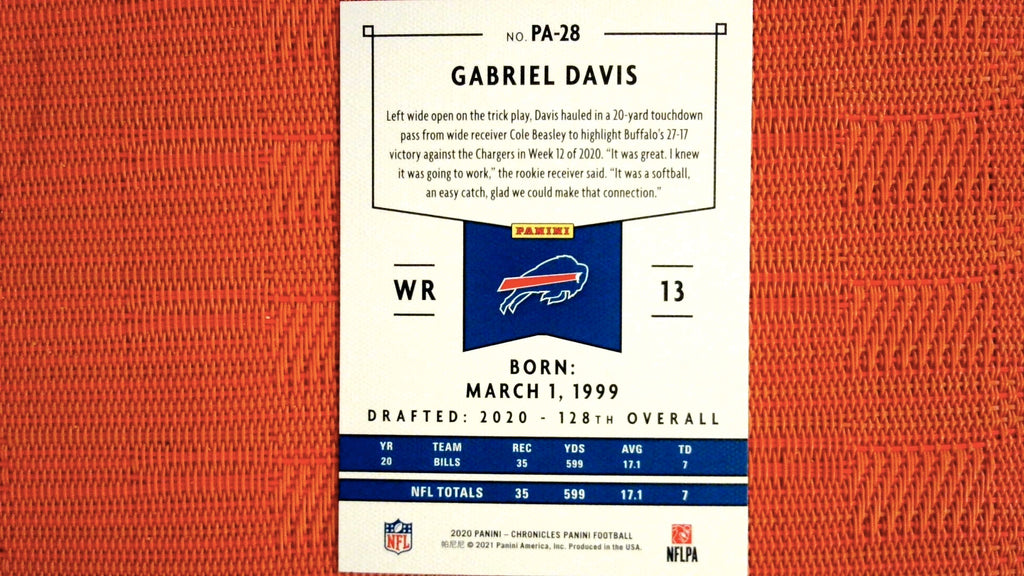 NO. PA-28
GABRIEL DAVIS
Left wide open on the trick play, Davis hauled in a 20-yard touchdown
pass from wide receiver Cole Beasley to highlight Buffalo's 27-17
victory against the Chargers in Week 12 of 2020. "It was great. I knew
it was going to work," the rookie receiver said. "It was a softball,
an easy catch, glad we could make that connection."
PANINI
WR 13
BORN:
MARCH 1, 1999
DRAFTED: 2020 - 128TH OVERALL
YR TEAM REC YDS AVG TD
20 BILLS 35 599 17.1 7
NFL TOTALS 35 599 17.1 7
2020 PANINI – CHRONICLES PANINI FOOTBALL
帕尼尼 © 2021 Panini America, Inc. Produced in the USA.
NFL
NFLPA